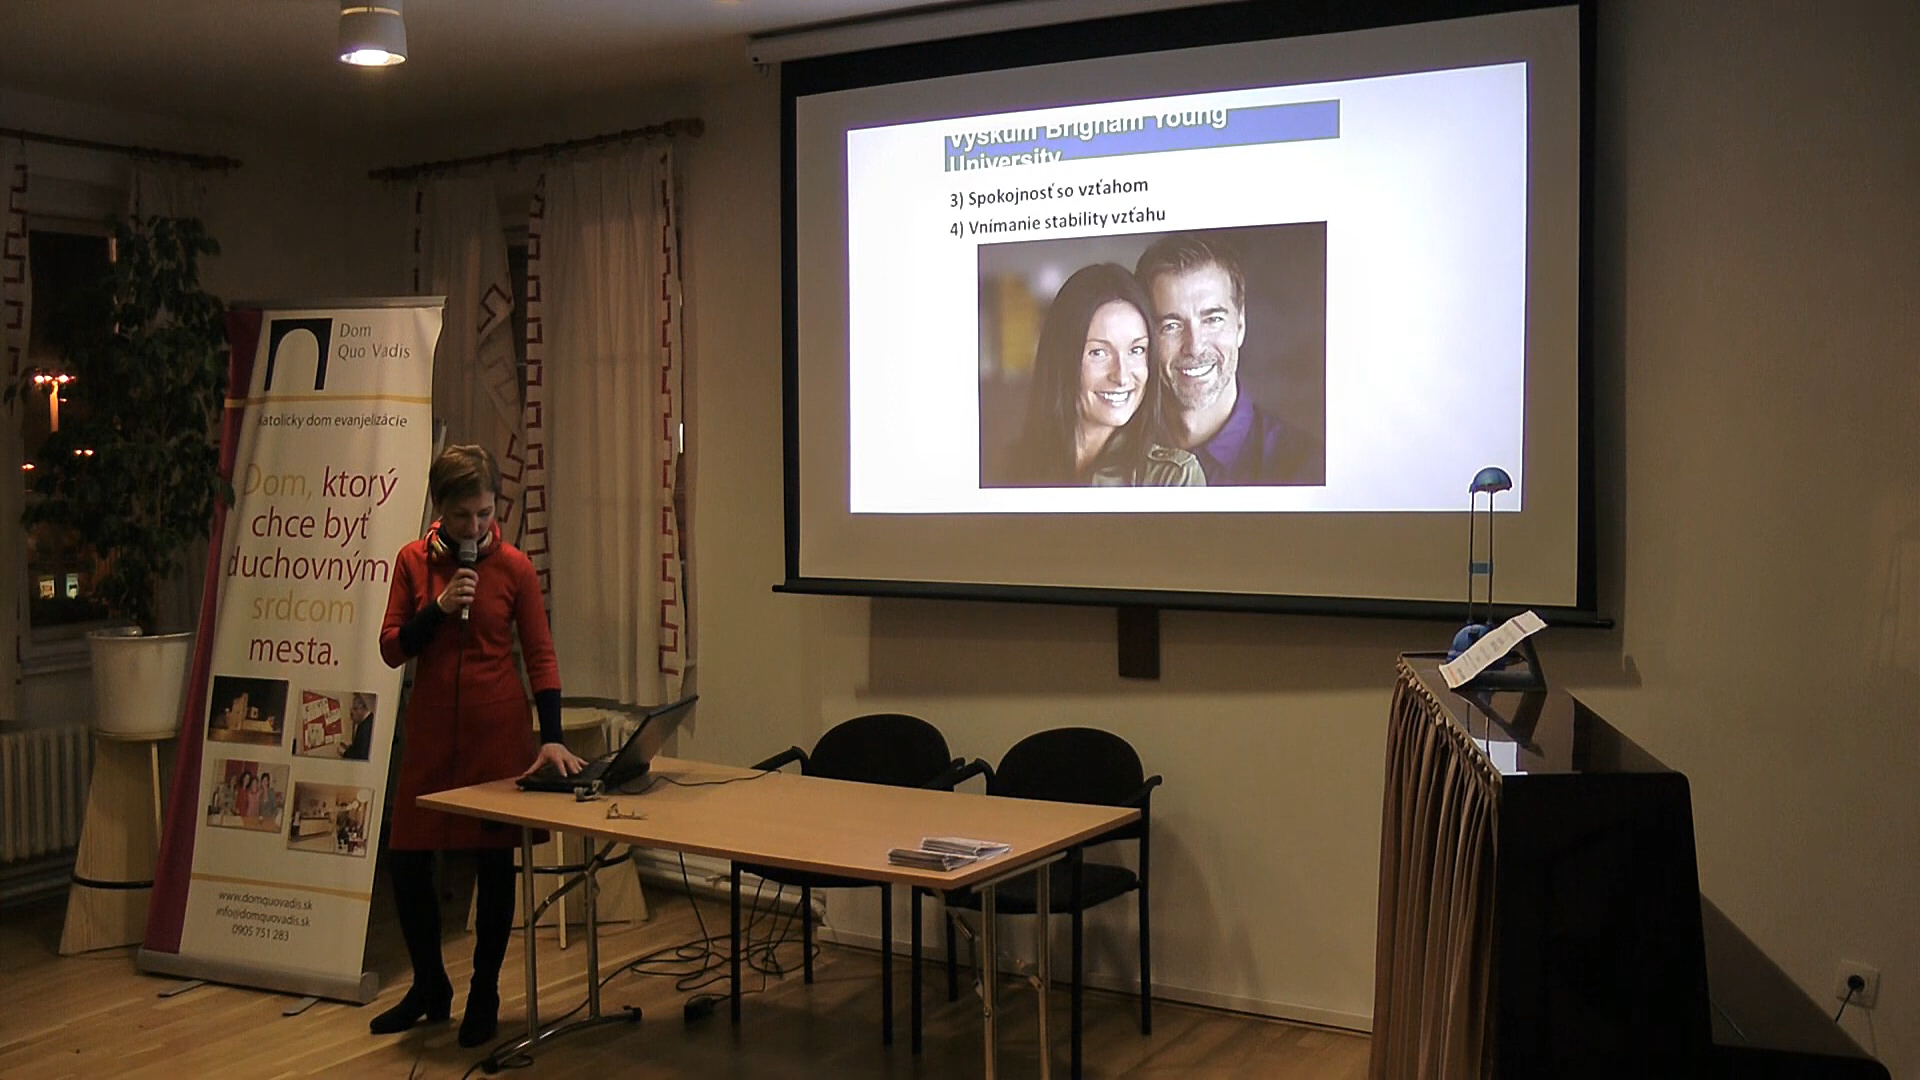 Výskum Brigham Young
University
3) Spokojnosť so vzťahom
4) Vnímanie stability vzťahu
Dom
Quo Vadis
Katolícky dom evanjelizácie
Dom, ktorý
chce byť
duchovným
srdcom
mesta.
www.domquovadis.sk
info@domquovadis.sk
0905 751 283